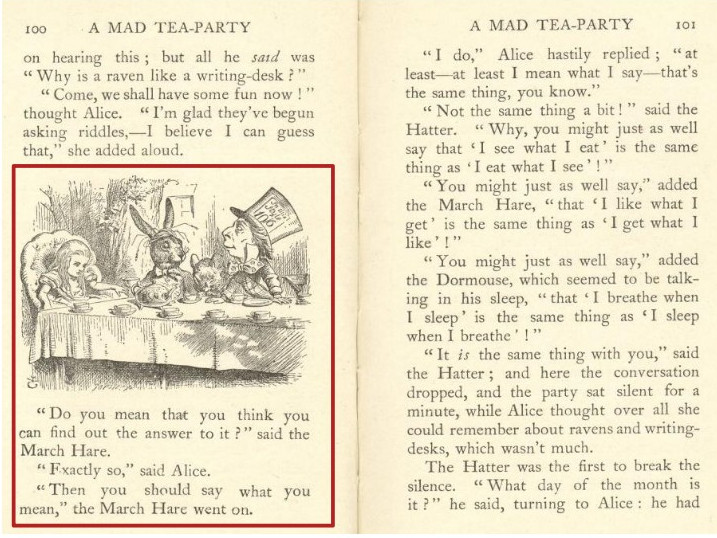 100 A MAD TEA-PARTY
on hearing this ; but all he said was
“ Why is a raven like a writing-desk ? ”
“ Come, we shall have some fun now ! ”
thought Alice. “ I’m glad they’ve begun
asking riddles,—I believe I can guess
that,” she added aloud.
“ Do you mean that you think you
can find out the answer to it ? ” said the
March Hare.
“ Exactly so,” said Alice.
“ Then you should say what you
mean,” the March Hare went on.
A MAD TEA-PARTY 101
“ I do,” Alice hastily replied ; “ at
least—at least I mean what I say—that’s
the same thing, you know.”
“ Not the same thing a bit ! ” said the
Hatter. “ Why, you might just as well
say that ‘ I see what I eat ’ is the same
thing as ‘ I eat what I see ’ ! ”
“ You might just as well say,” added
the March Hare, “ that ‘ I like what I
get ’ is the same thing as ‘ I get what I
like ’ ! ”
“ You might just as well say,” added
the Dormouse, which seemed to be talk-
ing in his sleep, “ that ‘ I breathe when
I sleep ’ is the same thing as ‘ I sleep
when I breathe ’ ! ”
“ It is the same thing with you,” said
the Hatter ; and here the conversation
dropped, and the party sat silent for a
minute, while Alice thought over all she
could remember about ravens and writing-
desks, which wasn’t much.
The Hatter was the first to break the
silence. “ What day of the month is
it ? ” he said, turning to Alice : he had